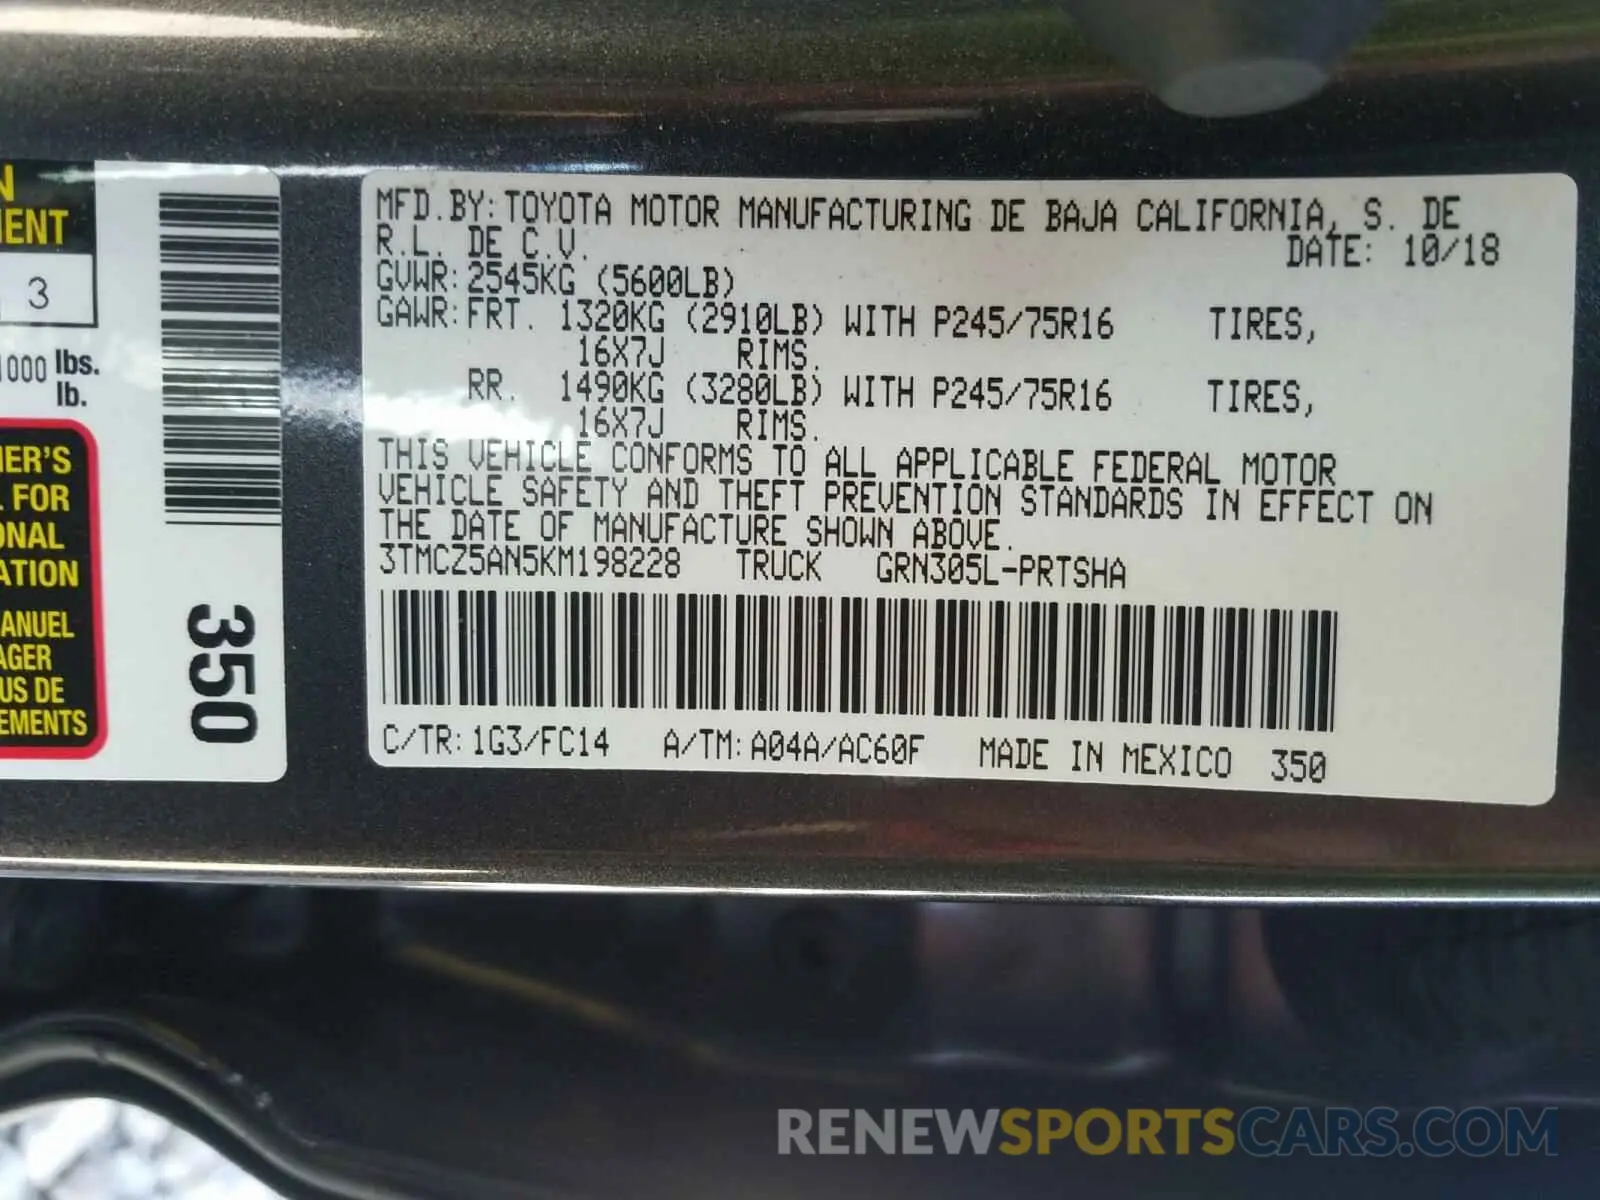 MFD.BY: TOYOTA MOTOR MANUFACTURING DE BAJA CALIFORNIA, S. DE
R.L. DE C.V. DATE: 10/18
GVWR: 2545KG (5600LB)
GAWR: FRT. 1320KG (2910LB) WITH P245/75R16 TIRES,
16X7J RIMS.
RR. 1490KG (3280LB) WITH P245/75R16 TIRES,
16X7J RIMS.
THIS VEHICLE CONFORMS TO ALL APPLICABLE FEDERAL MOTOR
VEHICLE SAFETY AND THEFT PREVENTION STANDARDS IN EFFECT ON
THE DATE OF MANUFACTURE SHOWN ABOVE.
3TMCZ5AN5KM198228 TRUCK GRN305L-PRTSHA
C/TR: 1G3/FC14 A/TM: A04A/AC60F MADE IN MEXICO 350
3
1000 lbs.
lb.
FOR
US DE
350
RENEWSPORTSCARS.COM